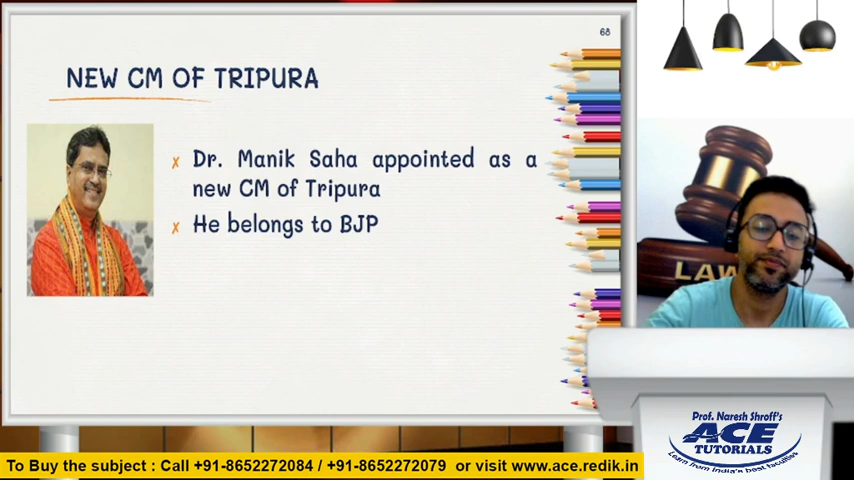 68
NEW CM OF TRIPURA
Dr. Manik Saha appointed as a
new CM of Tripura
He belongs to BJP
LAW
Prof. Naresh Shroff's
ACE
TUTORIALS
Learn from India's best faculties
To Buy the subject : Call +91-8652272084 / +91-8652272079 or visit www.ace.redik.in